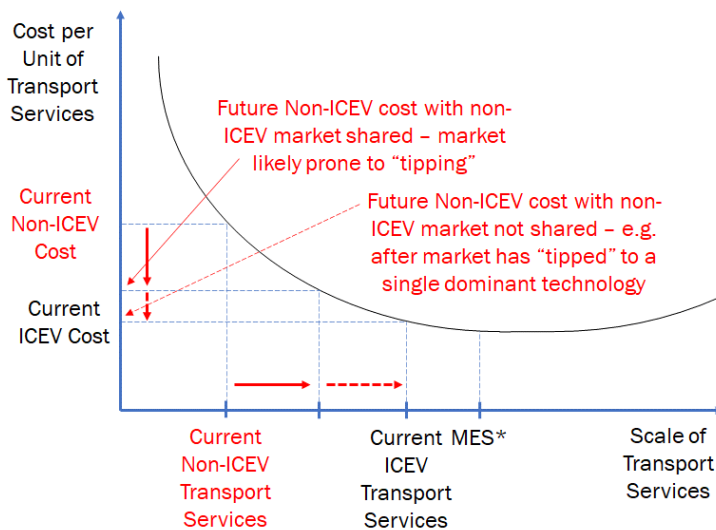 Cost per
Unit of
Transport
Services
Future Non-ICEV cost with non-
ICEV market shared – market
likely prone to “tipping”
Current
Non-ICEV
Cost
Future Non-ICEV cost with non-
ICEV market not shared – e.g.
after market has “tipped” to a
single dominant technology
Current
ICEV Cost
Current
Non-ICEV
Transport
Services
Current
ICEV
Transport
Services
MES*
Scale of
Transport
Services